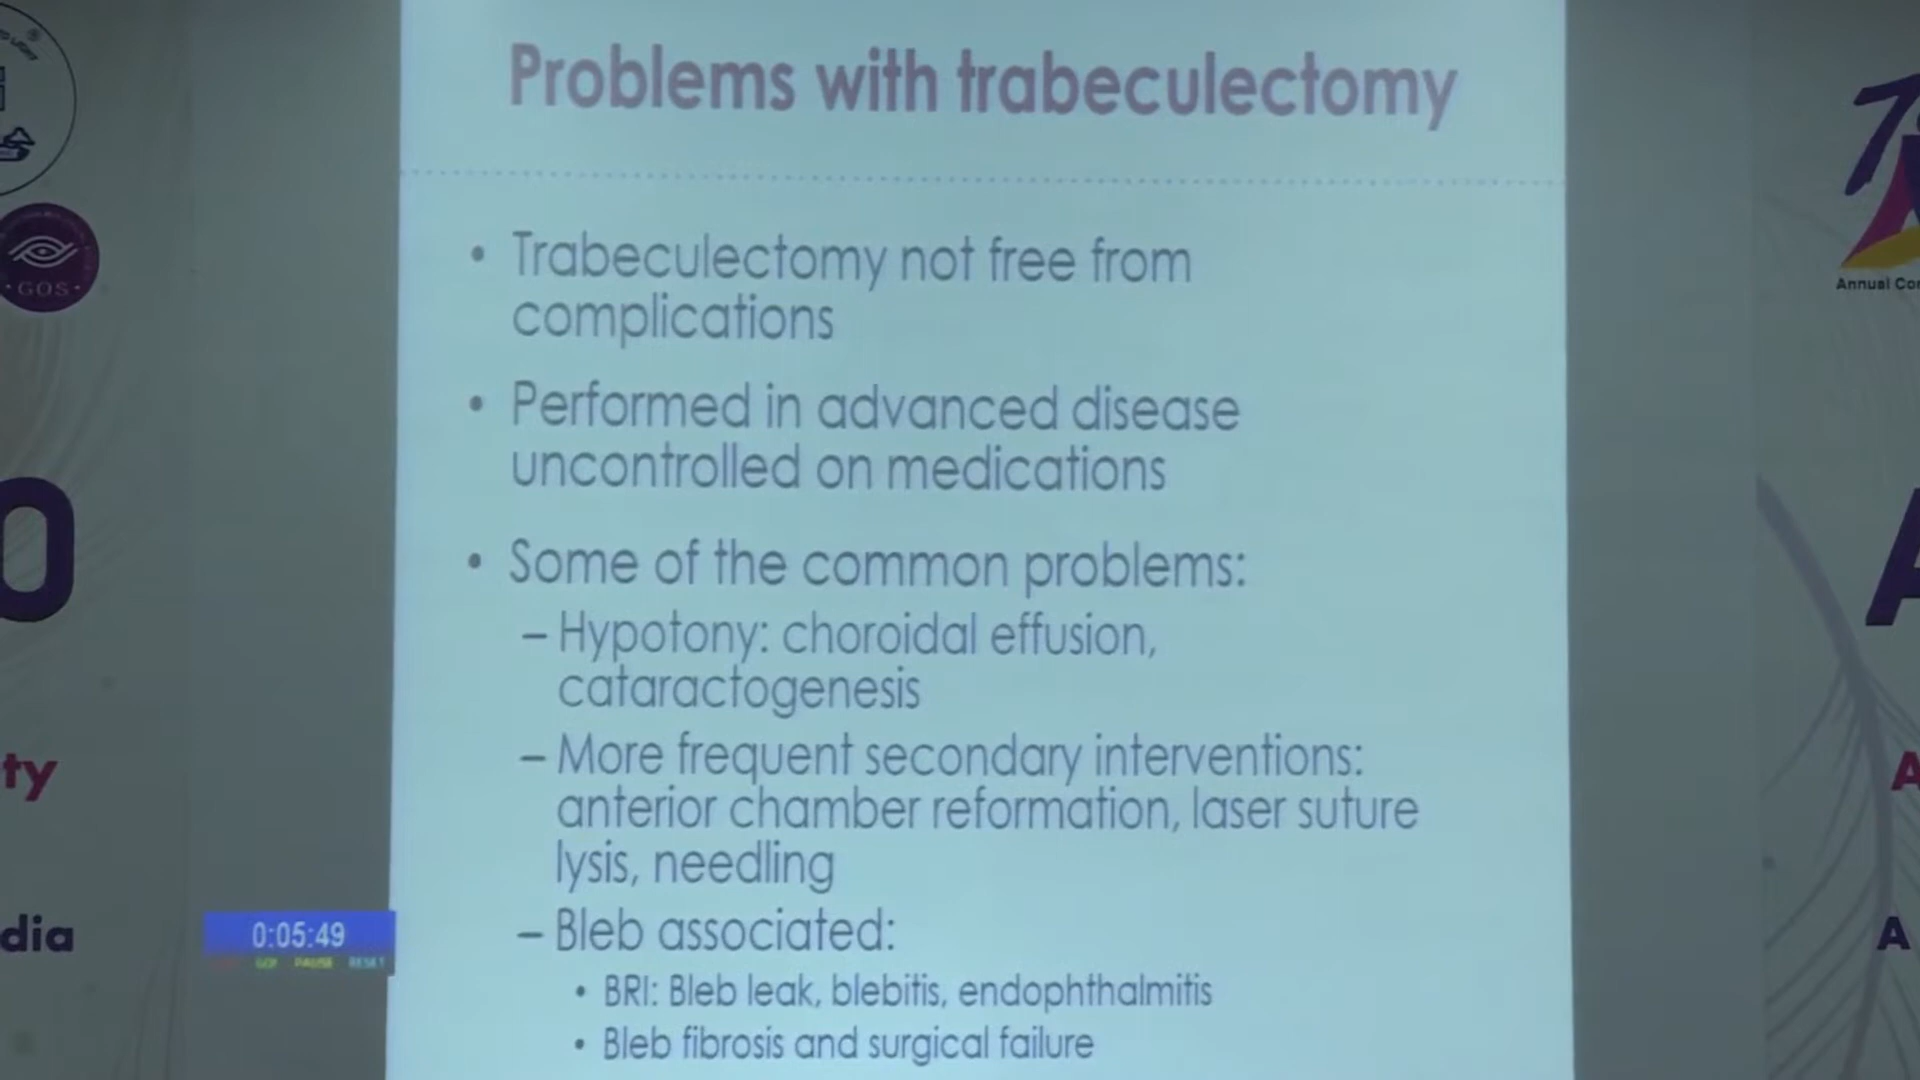 Problems with trabeculectomy
• Trabeculectomy not free from
complications
• Performed in advanced disease
uncontrolled on medications
• Some of the common problems:
– Hypotony: choroidal effusion,
cataractogenesis
– More frequent secondary interventions:
anterior chamber reformation, laser suture
lysis, needling
– Bleb associated:
• BRI: Bleb leak, blebitis, endophthalmitis
• Bleb fibrosis and surgical failure
0:05:49
GO! PAUSE RESET
• GOS •
O
ty
dia
Annual Con
A
A
A